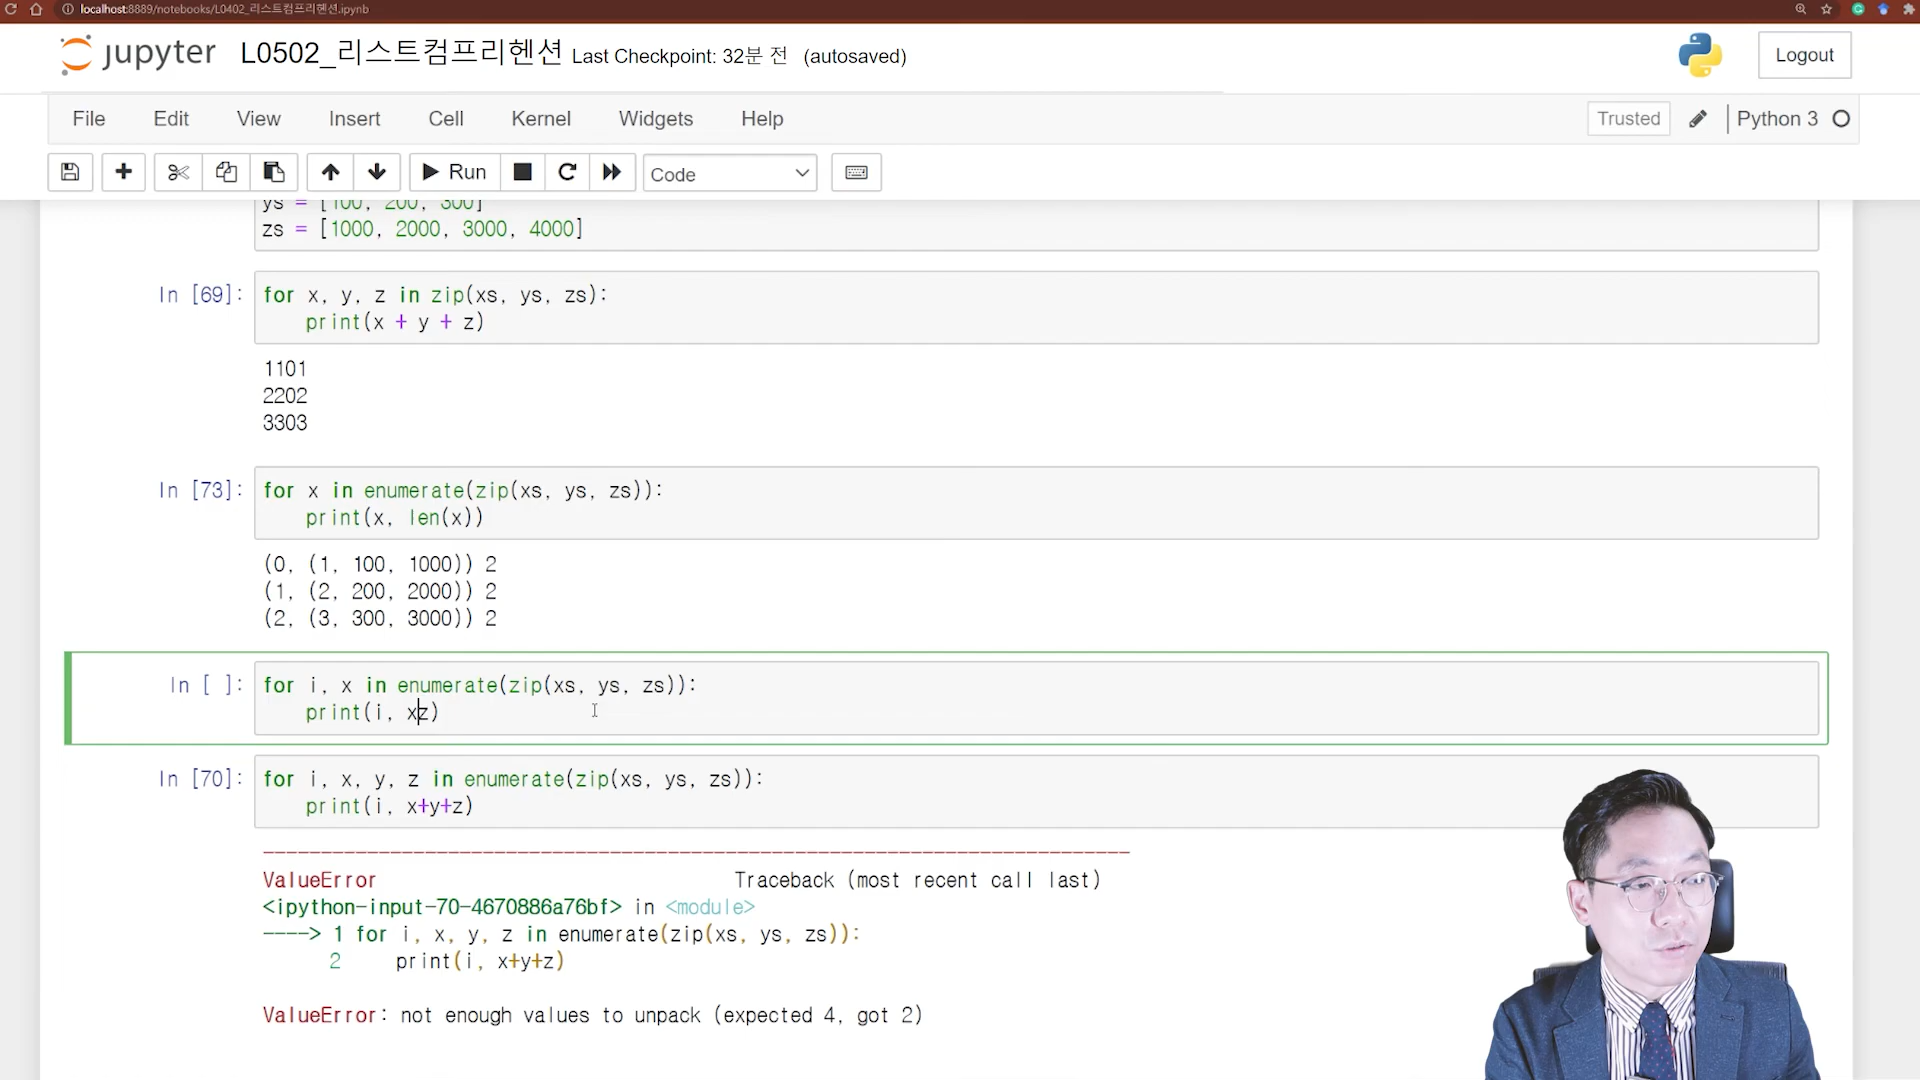 localhost:8889/notebooks/L0402_리스트컴프리헨션.ipynb
jupyter L0502_리스트컴프리헨션 Last Checkpoint: 32분 전 (autosaved)
Logout
File Edit View Insert Cell Kernel Widgets Help
Trusted Python 3
Run Code
ys = [100, 200, 300]
zs = [1000, 2000, 3000, 4000]
In [69]: for x, y, z in zip(xs, ys, zs):
print(x + y + z)
1101
2202
3303
In [73]: for x in enumerate(zip(xs, ys, zs)):
print(x, len(x))
(0, (1, 100, 1000)) 2
(1, (2, 200, 2000)) 2
(2, (3, 300, 3000)) 2
In [ ]: for i, x in enumerate(zip(xs, ys, zs)):
print(i, xz)
In [70]: for i, x, y, z in enumerate(zip(xs, ys, zs)):
print(i, x+y+z)
ValueError Traceback (most recent call last)
<ipython-input-70-4670886a76bf> in <module>
----> 1 for i, x, y, z in enumerate(zip(xs, ys, zs)):
2 print(i, x+y+z)
ValueError: not enough values to unpack (expected 4, got 2)